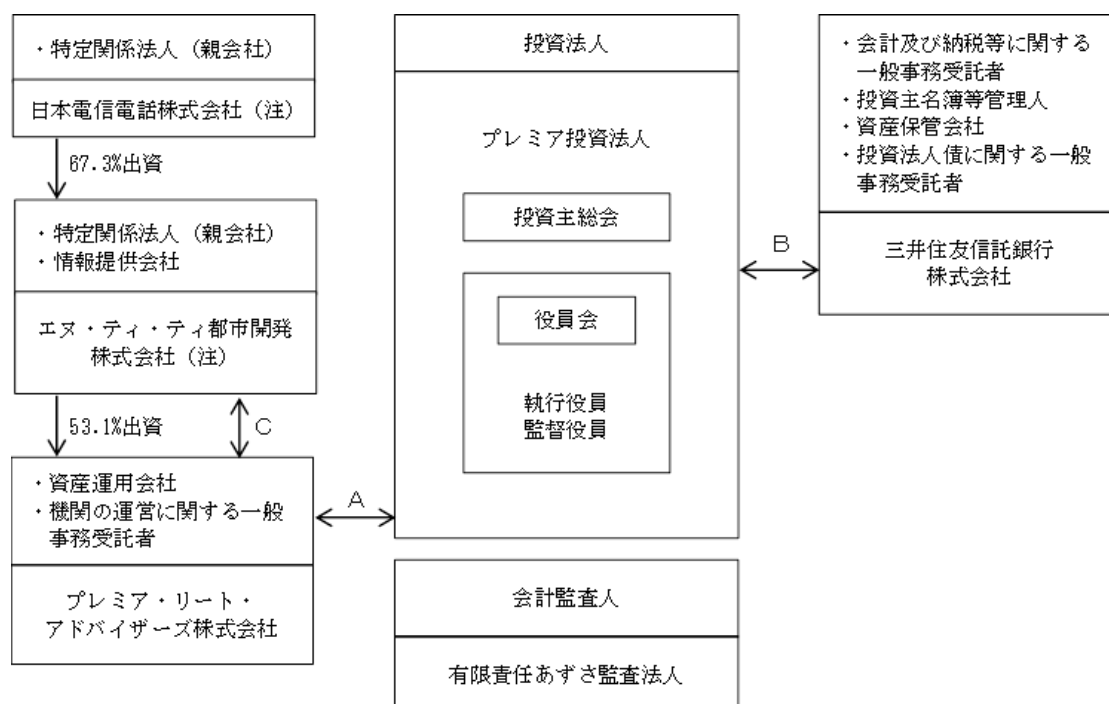 ・特定関係法人（親会社）
日本電信電話株式会社（注）
67.3%出資
・特定関係法人（親会社）
・情報提供会社
エヌ・ティ・ティ都市開発
株式会社（注）
53.1%出資
C
・資産運用会社
・機関の運営に関する一般
事務受託者
プレミア・リート・
アドバイザーズ株式会社
A
投資法人
プレミア投資法人
投資主総会
役員会
執行役員
監督役員
会計監査人
有限責任あずさ監査法人
B
・会計及び納税等に関する
一般事務受託者
・投資主名簿等管理人
・資産保管会社
・投資法人債に関する一般
事務受託者
三井住友信託銀行
株式会社